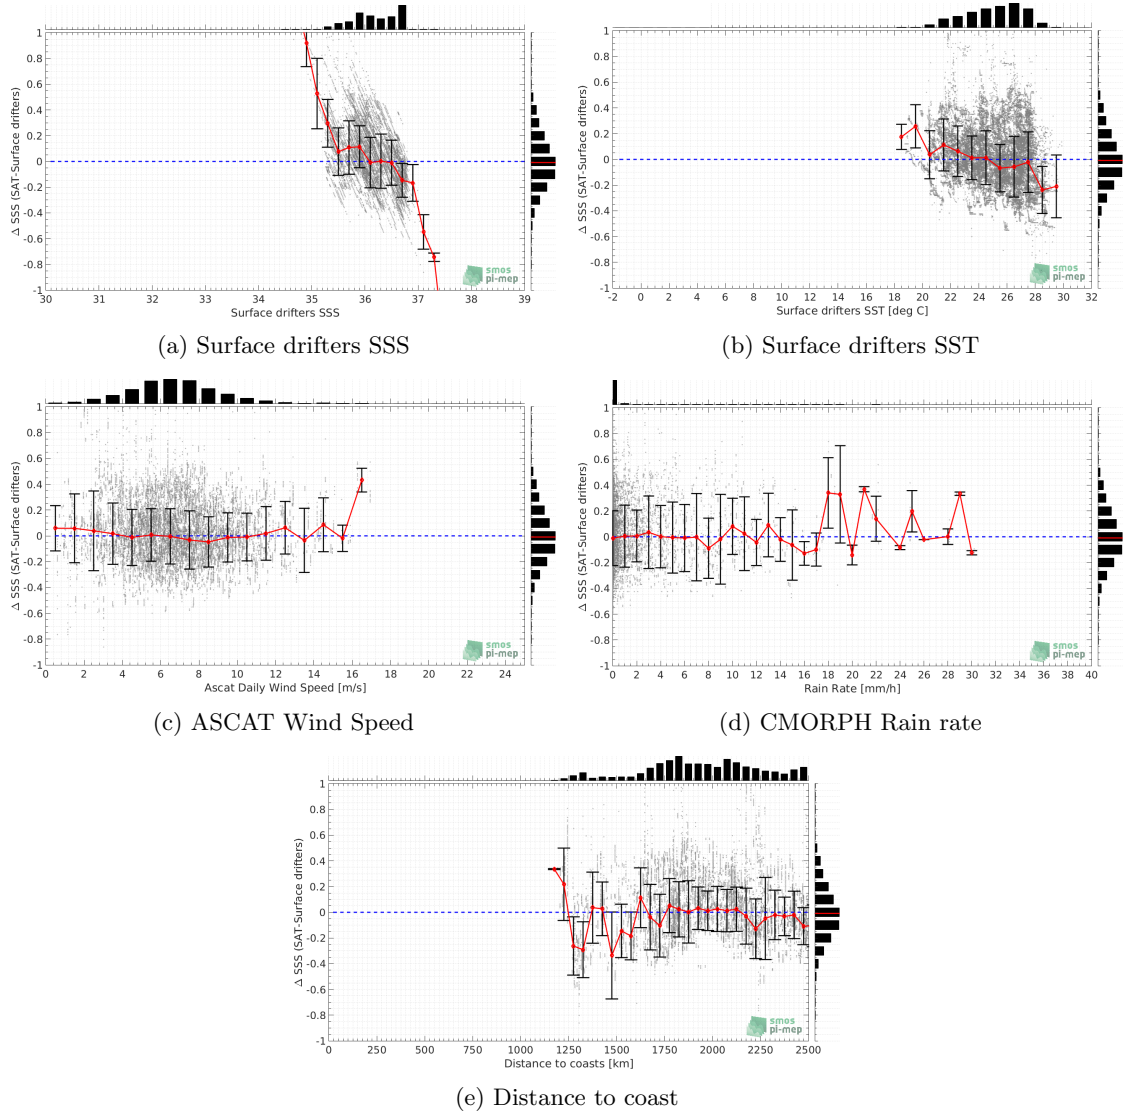 1
0.8
0.6
0.4
0.2
0
-0.2
-0.4
-0.6
-0.8
-1
Δ SSS (SAT-Surface drifters)
30 31 32 33 34 35 36 37 38 39
Surface drifters SSS
smos
pi-mep
(a) Surface drifters SSS
1
0.8
0.6
0.4
0.2
0
-0.2
-0.4
-0.6
-0.8
-1
Δ SSS (SAT-Surface drifters)
-2 0 2 4 6 8 10 12 14 16 18 20 22 24 26 28 30 32
Surface drifters SST [deg C]
smos
pi-mep
(b) Surface drifters SST
1
0.8
0.6
0.4
0.2
0
-0.2
-0.4
-0.6
-0.8
-1
Δ SSS (SAT-Surface drifters)
0 2 4 6 8 10 12 14 16 18 20 22 24
Ascat Daily Wind Speed [m/s]
smos
pi-mep
(c) ASCAT Wind Speed
1
0.8
0.6
0.4
0.2
0
-0.2
-0.4
-0.6
-0.8
-1
Δ SSS (SAT-Surface drifters)
0 2 4 6 8 10 12 14 16 18 20 22 24 26 28 30 32 34 36 38 40
Rain Rate [mm/h]
smos
pi-mep
(d) CMORPH Rain rate
1
0.8
0.6
0.4
0.2
0
-0.2
-0.4
-0.6
-0.8
-1
Δ SSS (SAT-Surface drifters)
0 250 500 750 1000 1250 1500 1750 2000 2250 2500
Distance to coasts [km]
smos
pi-mep
(e) Distance to coast